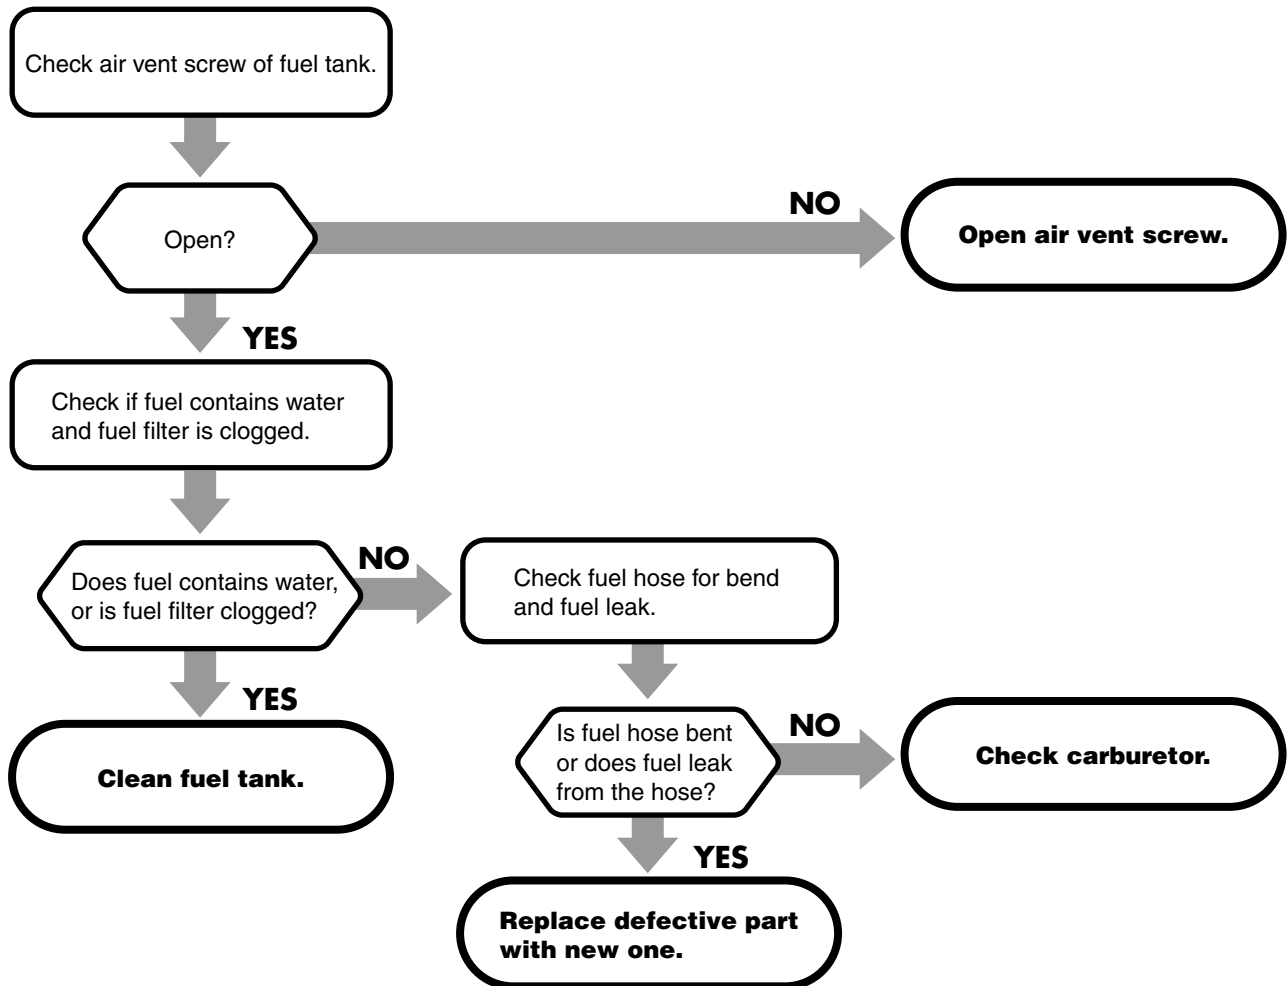 Check air vent screw of fuel tank.
Open?
NO
Open air vent screw.
YES
Check if fuel contains water
and fuel filter is clogged.
Does fuel contains water,
or is fuel filter clogged?
NO
Check fuel hose for bend
and fuel leak.
YES
Clean fuel tank.
Is fuel hose bent
or does fuel leak
from the hose?
NO
Check carburetor.
YES
Replace defective part
with new one.